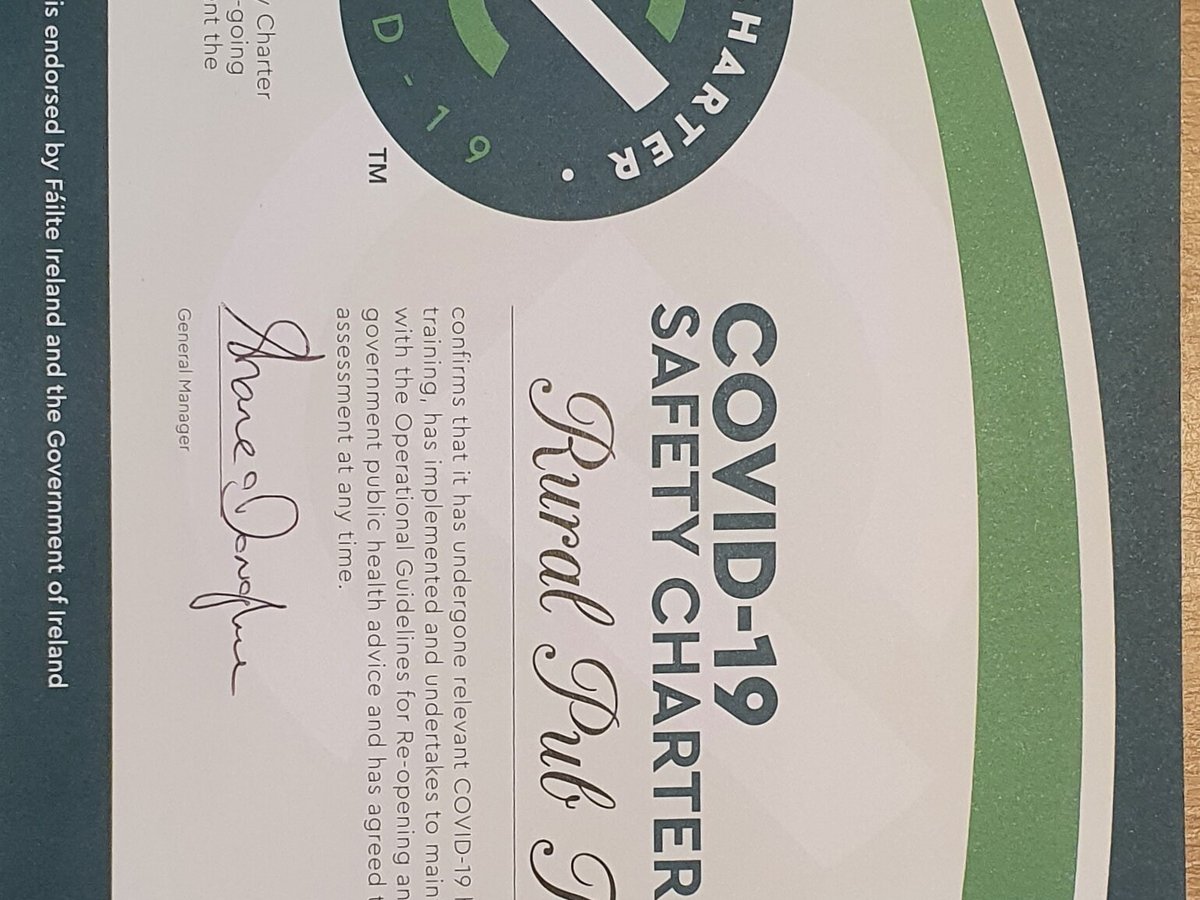 HARTER •
D-19
TM
COVID-19
SAFETY CHARTER
Rural Pub
confirms that it has undergone relevant COVID-19
training, has implemented and undertakes to main
with the Operational Guidelines for Re-opening an
government public health advice and has agreed t
assessment at any time.
y Charter
-going
nt the
Shane O'Donoghue
General Manager
is endorsed by Fáilte Ireland and the Government of Ireland